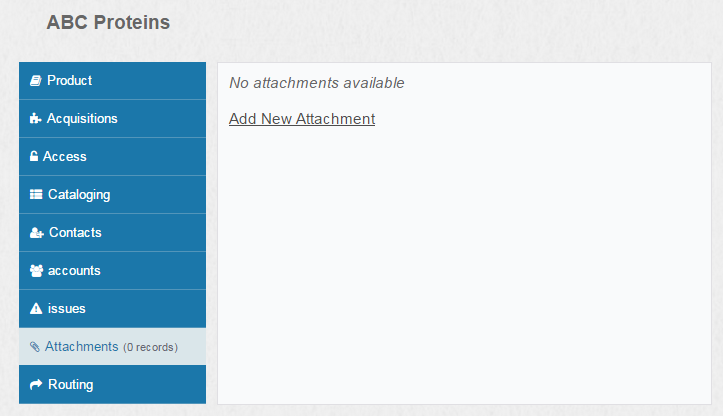 ABC Proteins
Product
Acquisitions
Access
Cataloging
Contacts
accounts
issues
Attachments (0 records)
Routing
No attachments available
Add New Attachment